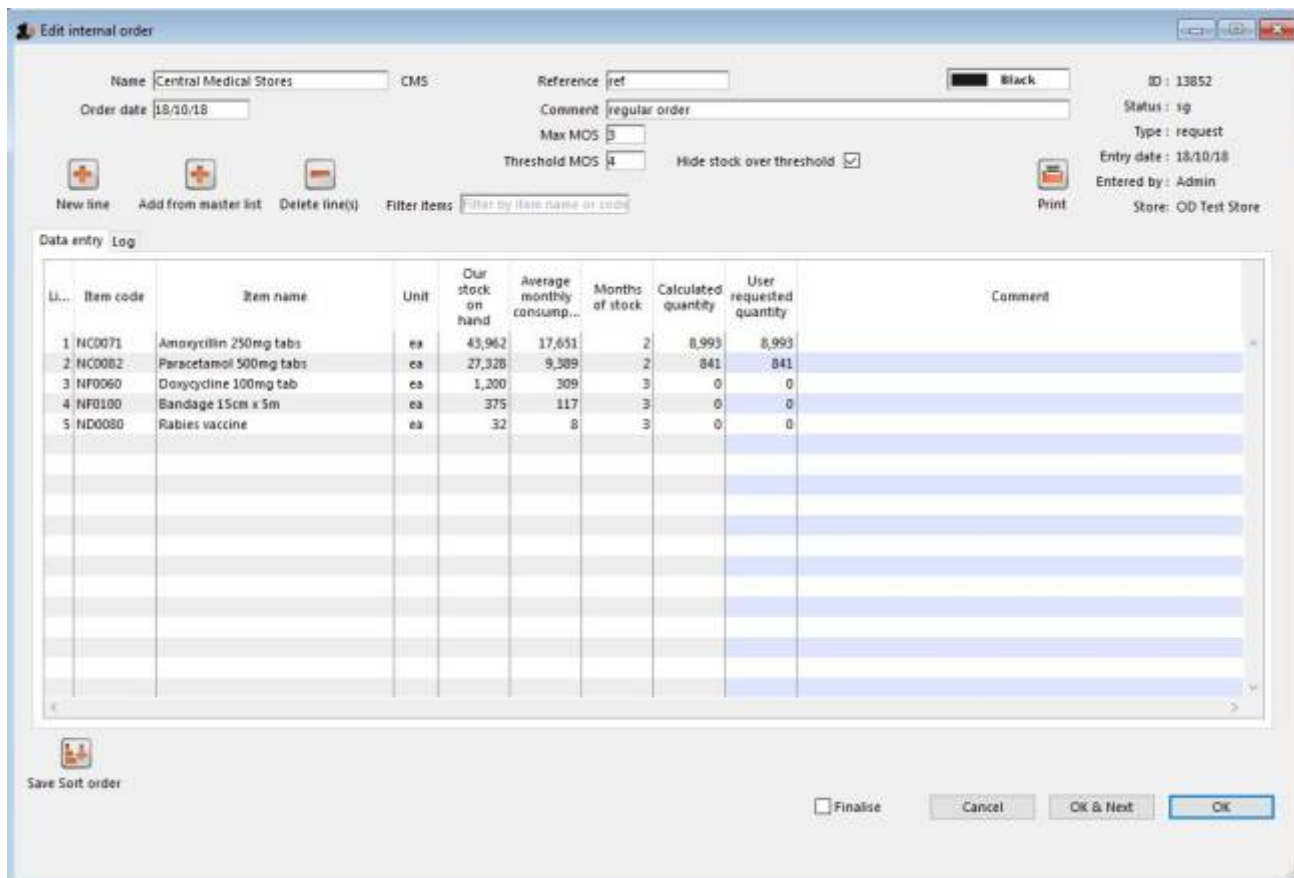 Edit internal order
Name Central Medical Stores CMS Reference ref Black ID : 13852
Order date 18/10/18 Comment regular order Status : sg
Max MOS 3 Type : request
Threshold MOS 4 Hide stock over threshold Entry date : 18/10/18
Entered by : Admin
New line Add from master list Delete line(s) Filter items Filter by item name or code Print Store: OD Test Store
Data entry Log
Li... Item code Item name Unit Our stock on hand Average monthly consump... Months of stock Calculated quantity User requested quantity Comment
1 NC0071 Amoxycillin 250mg tabs ea 43,962 17,651 2 8,993 8,993
2 NC0082 Paracetamol 500mg tabs ea 27,328 9,389 2 841 841
3 NF0060 Doxycycline 100mg tab ea 1,200 309 3 0 0
4 NF0100 Bandage 15cm x 5m ea 375 117 3 0 0
5 ND0080 Rabies vaccine ea 32 8 3 0 0
Save Sort order
Finalise Cancel OK & Next OK